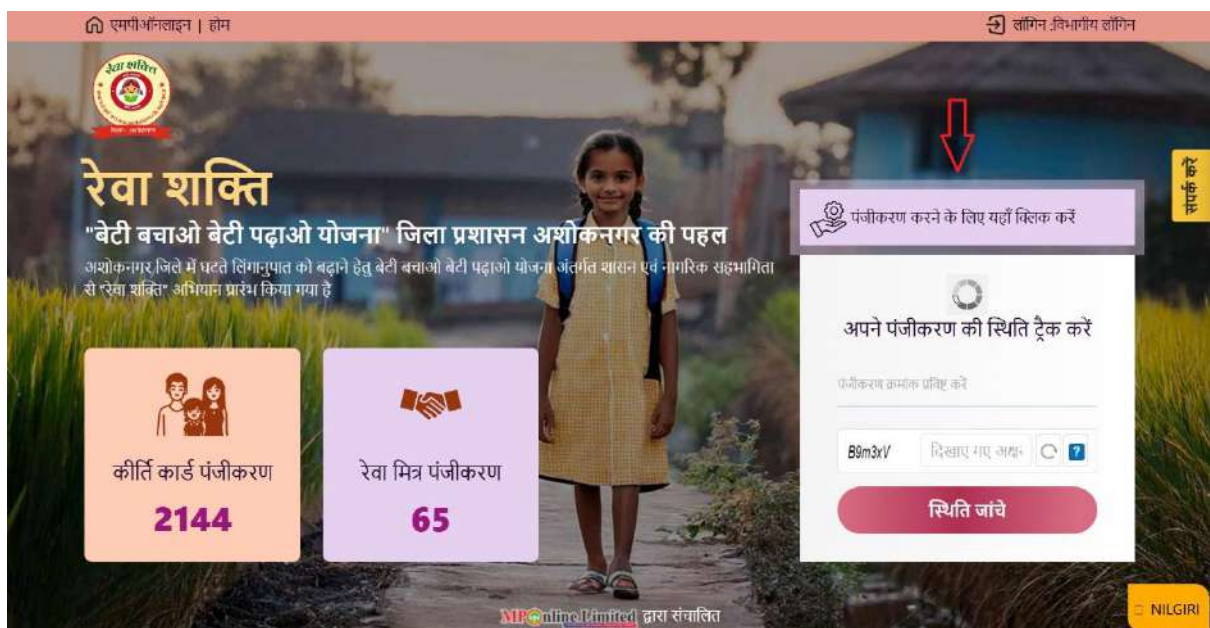 एमपीऑनलाइन | होम
लॉगिन :विभागीय लॉगिन
रेवा शक्ति
रेवा शक्ति
"बेटी बचाओ बेटी पढ़ाओ योजना" जिला प्रशासन अशोकनगर की पहल
अशोकनगर जिले में घटते लिंगानुपात को बढ़ाने हेतु बेटी बचाओ बेटी पढ़ाओ योजना अंतर्गत शासन एवं नागरिक सहभागिता
से "रेवा शक्ति" अभियान प्रारंभ किया गया है
कीर्ति कार्ड पंजीकरण
2144
रेवा मित्र पंजीकरण
65
पंजीकरण करने के लिए यहाँ क्लिक करें
अपने पंजीकरण की स्थिति ट्रैक करें
पंजीकरण क्रमांक प्रविष्ट करें
B9m3xV
दिखाए गए अक्षर
स्थिति जांचे
संपर्क करें
MPOnline Limited द्वारा संचालित
NILGIRI